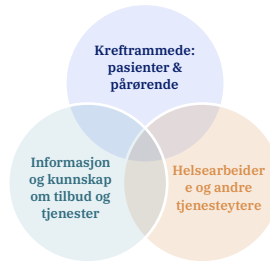 Kreftrammede:
pasienter &
pårørende
Informasjon
og kunnskap
om tilbud og
tjenester
Helsearbeider
e og andre
tjenesteytere